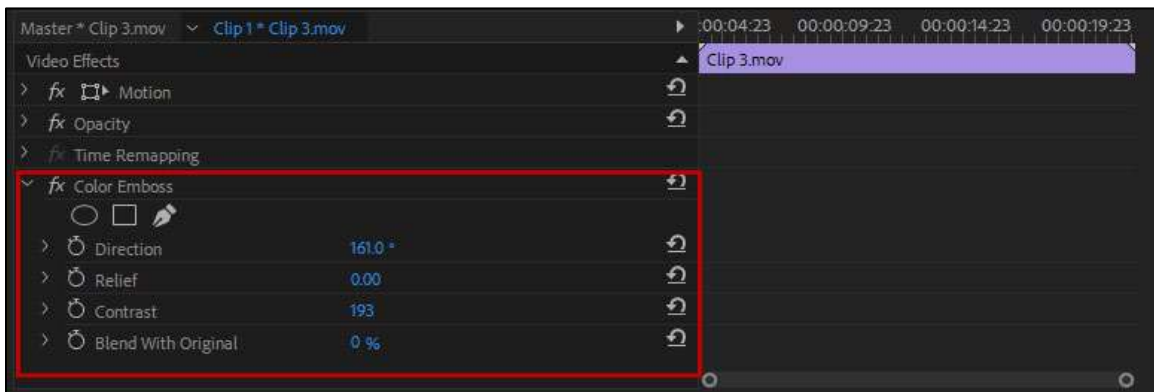 Master * Clip 3.mov Clip 1 * Clip 3.mov
:00:04:23 00:00:09:23 00:00:14:23 00:00:19:23
Video Effects
Clip 3.mov
fx Motion
fx Opacity
fx Time Remapping
fx Color Emboss
Direction 161.0 °
Relief 0.00
Contrast 193
Blend With Original 0 %